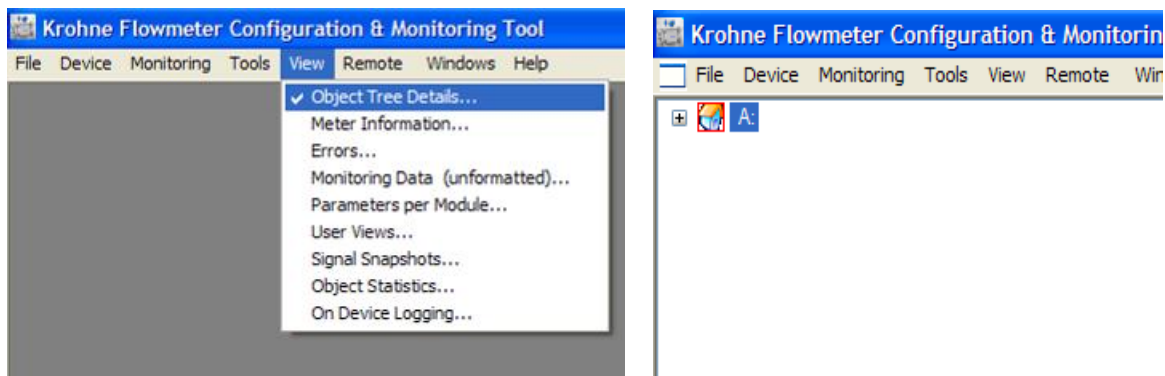 Krohne Flowmeter Configuration & Monitoring Tool
File Device Monitoring Tools View Remote Windows Help
Object Tree Details...
Meter Information...
Errors...
Monitoring Data (unformatted)...
Parameters per Module...
User Views...
Signal Snapshots...
Object Statistics...
On Device Logging...
Krohne Flowmeter Configuration & Monitorin
File Device Monitoring Tools View Remote Win
A: